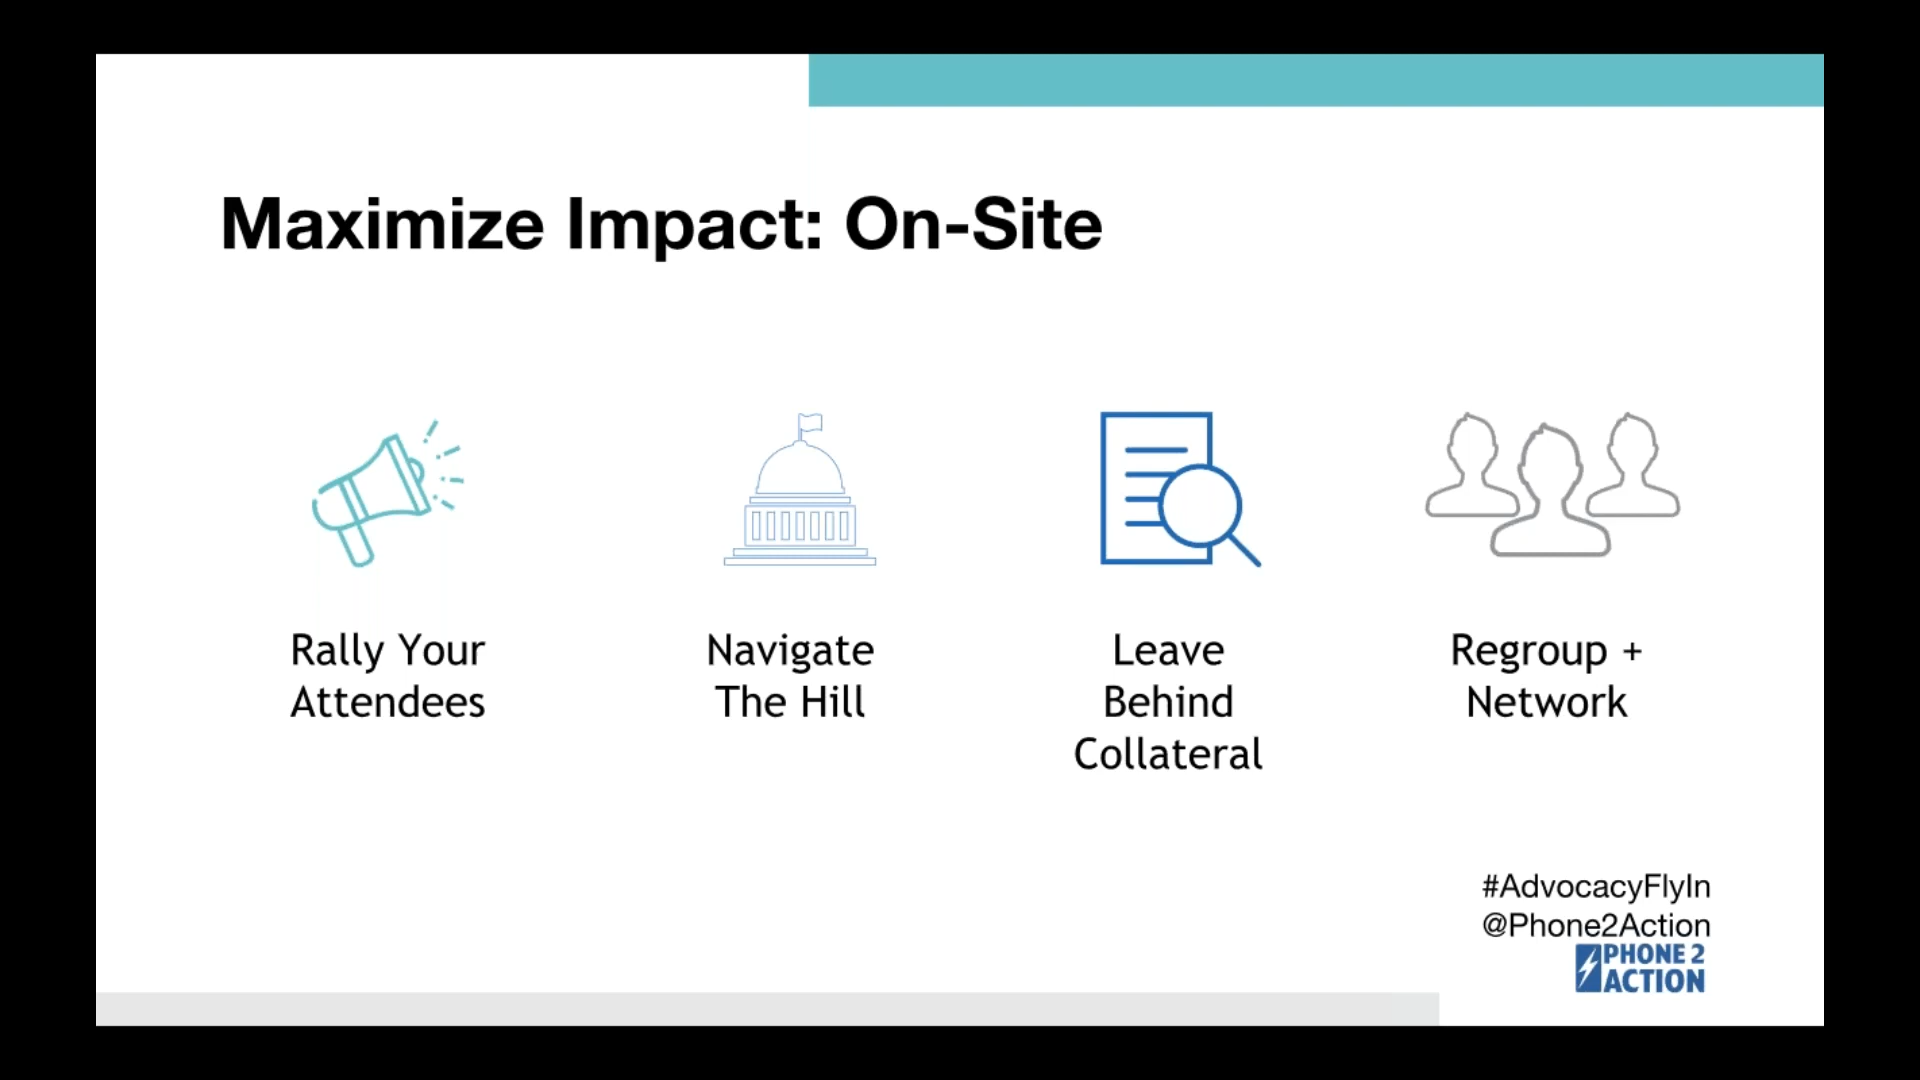 Maximize Impact: On-Site
Rally Your
Attendees
Navigate
The Hill
Leave
Behind
Collateral
Regroup +
Network
#AdvocacyFlyIn
@Phone2Action
PHONE 2
ACTION